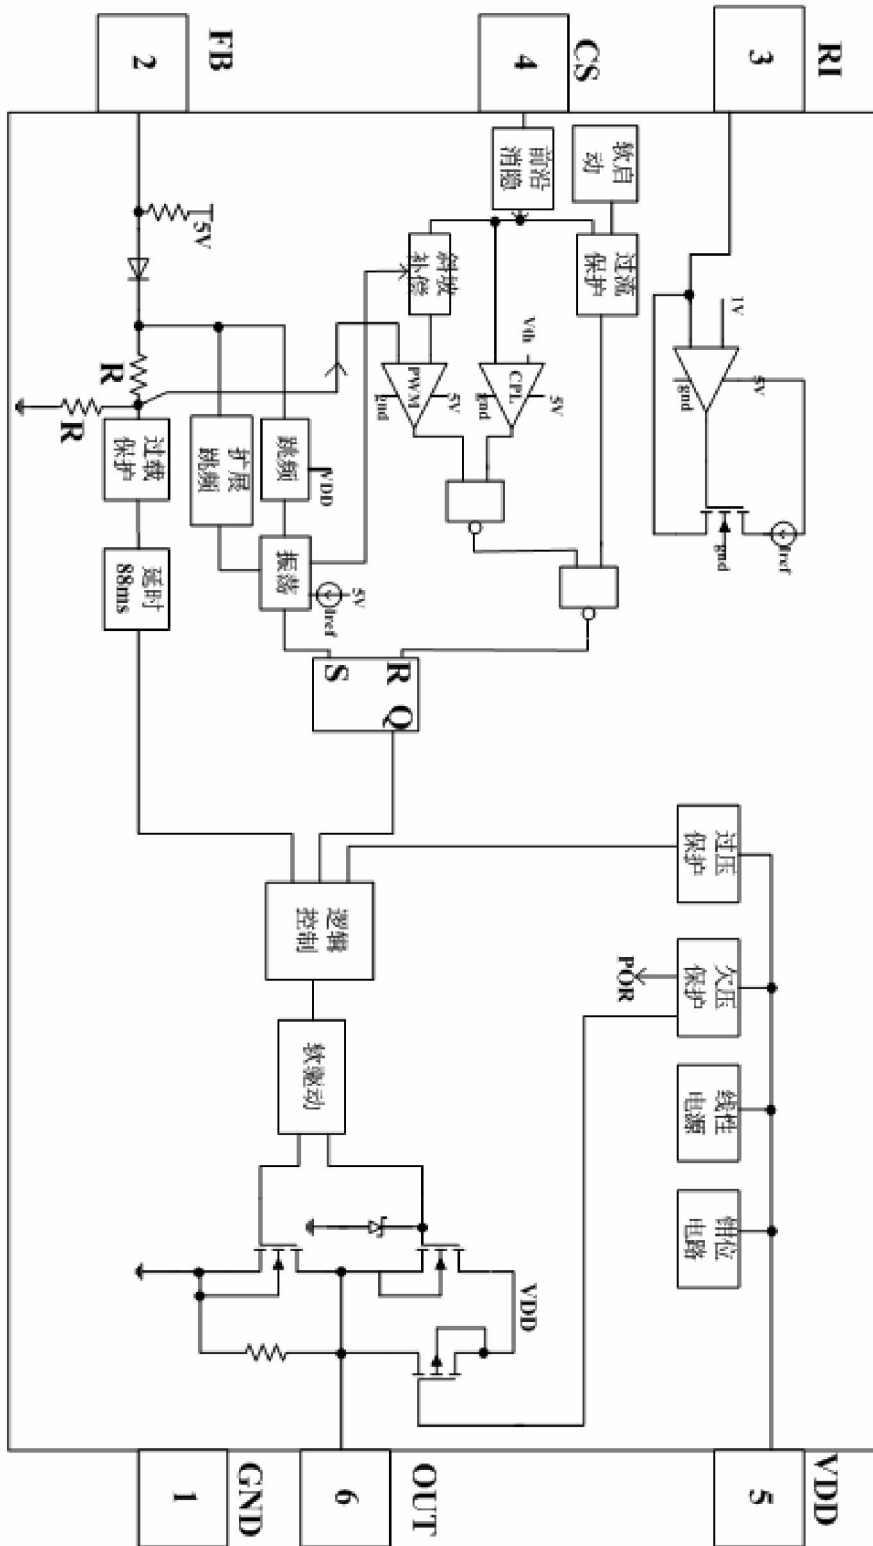 RI
3
CS
4
FB
2
软启
动
前沿
消隐
过流
保护
斜坡
补偿
5V
1V
5V
gnd
Vth
CPL
5V
gnd
PWM
5V
gnd
R
R
过载
保护
扩展
跳频
跳频
VDD
Iref
gnd
延时
88ms
振荡
5V
Iref
R
S
Q
过压
保护
逻辑
控制
欠压
保护
POR
软驱动
线性
电源
钳位
电路
VDD
VDD
5
OUT
6
GND
1